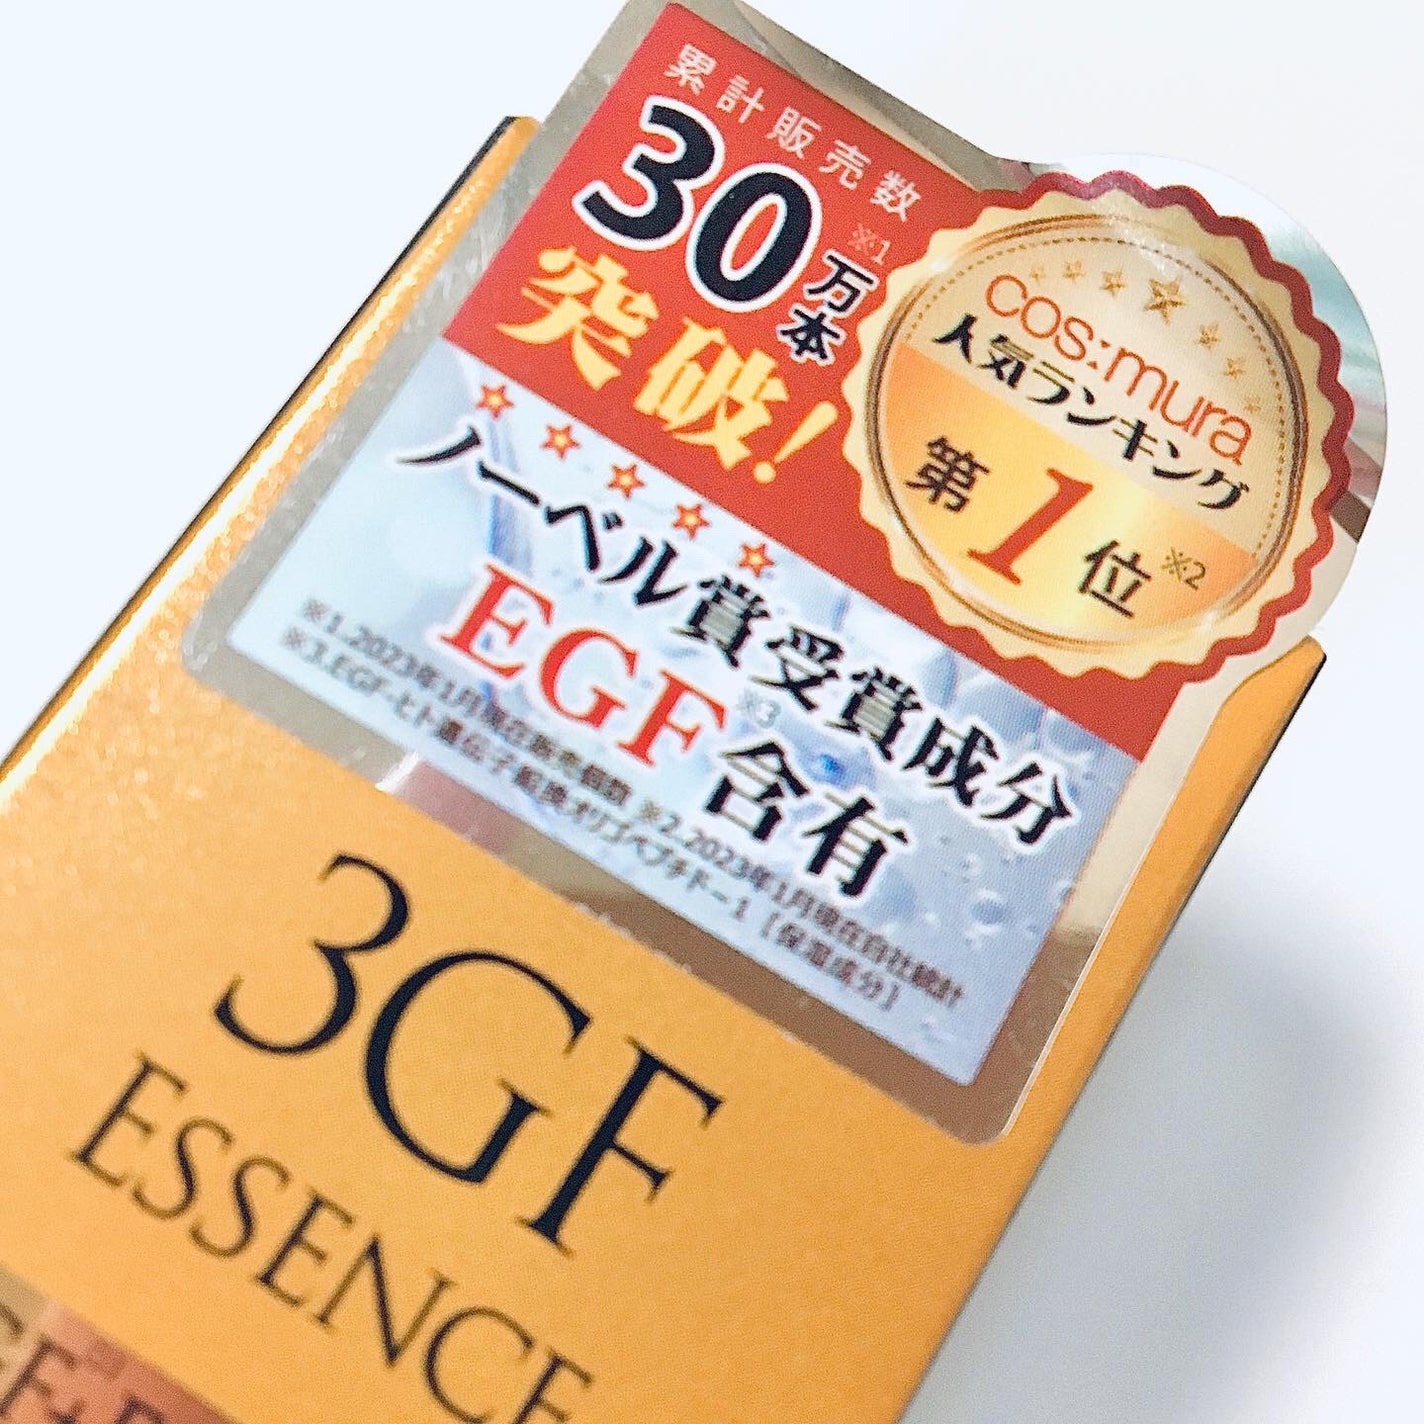 累計販売数
30万本※1
突破!
cos:mura
人気ランキング
第1位※2
ノーベル賞受賞成分
EGF※3含有
※1.2023年1月現在販売個数 ※2.2023年1月現在自社統計
※3.EGF-ヒト遺伝子組換オリゴペプチド-1［保湿成分］
3GF
ESSENCE